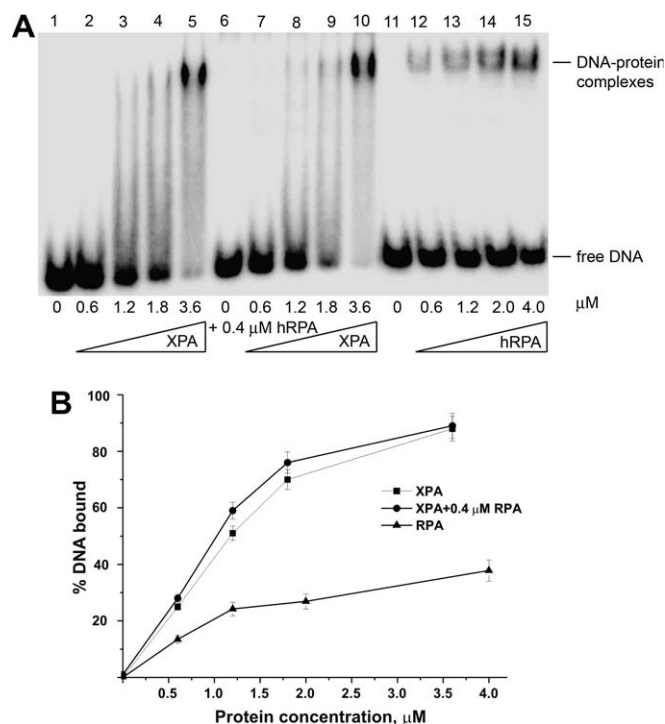 A
1 2 3 4 5 6 7 8 9 10 11 12 13 14 15
DNA-protein
complexes
free DNA
0 0.6 1.2 1.8 3.6 0 0.6 1.2 1.8 3.6 0 0.6 1.2 2.0 4.0 μM
XPA + 0.4 μM hRPA XPA hRPA
B
% DNA bound
100
80
60
40
20
XPA
XPA+0.4 μM RPA
RPA
0.5 1.0 1.5 2.0 2.5 3.0 3.5 4.0
Protein concentration, μM